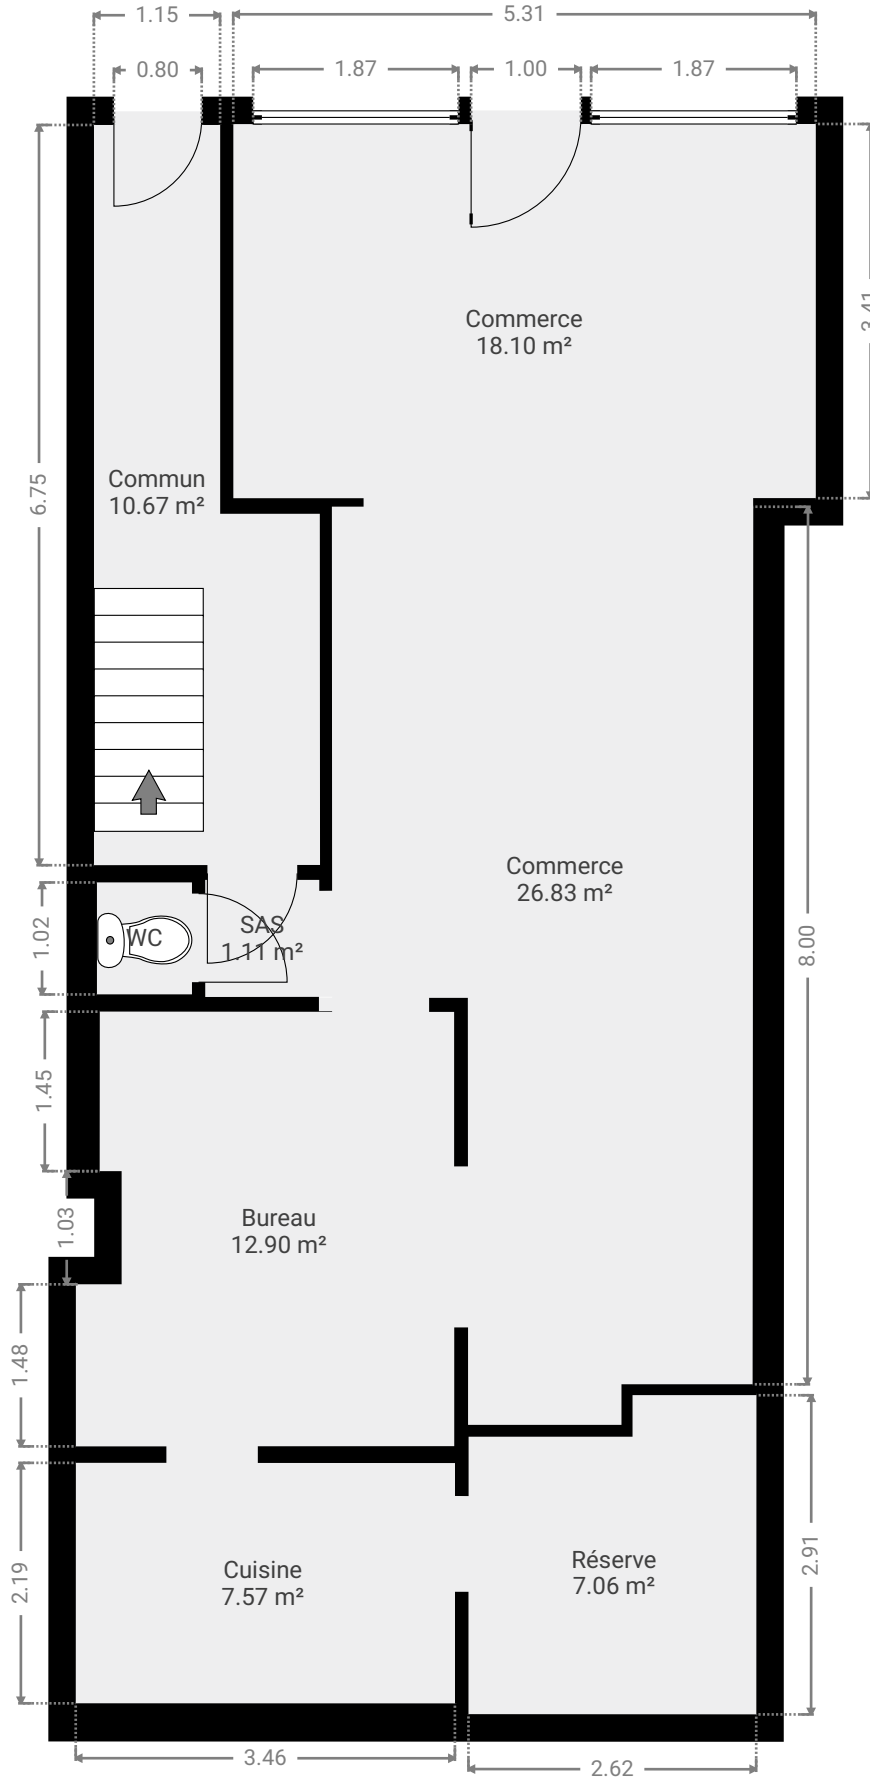 1.15
5.31
0.80
1.87
1.00
1.87
3.41
Commerce
18.10 m²
6.75
Commun
10.67 m²
Commerce
26.83 m²
1.02
WC
SAS
1.11 m²
8.00
1.45
1.03
Bureau
12.90 m²
1.48
2.19
Cuisine
7.57 m²
Réserve
7.06 m²
2.91
3.46
2.62